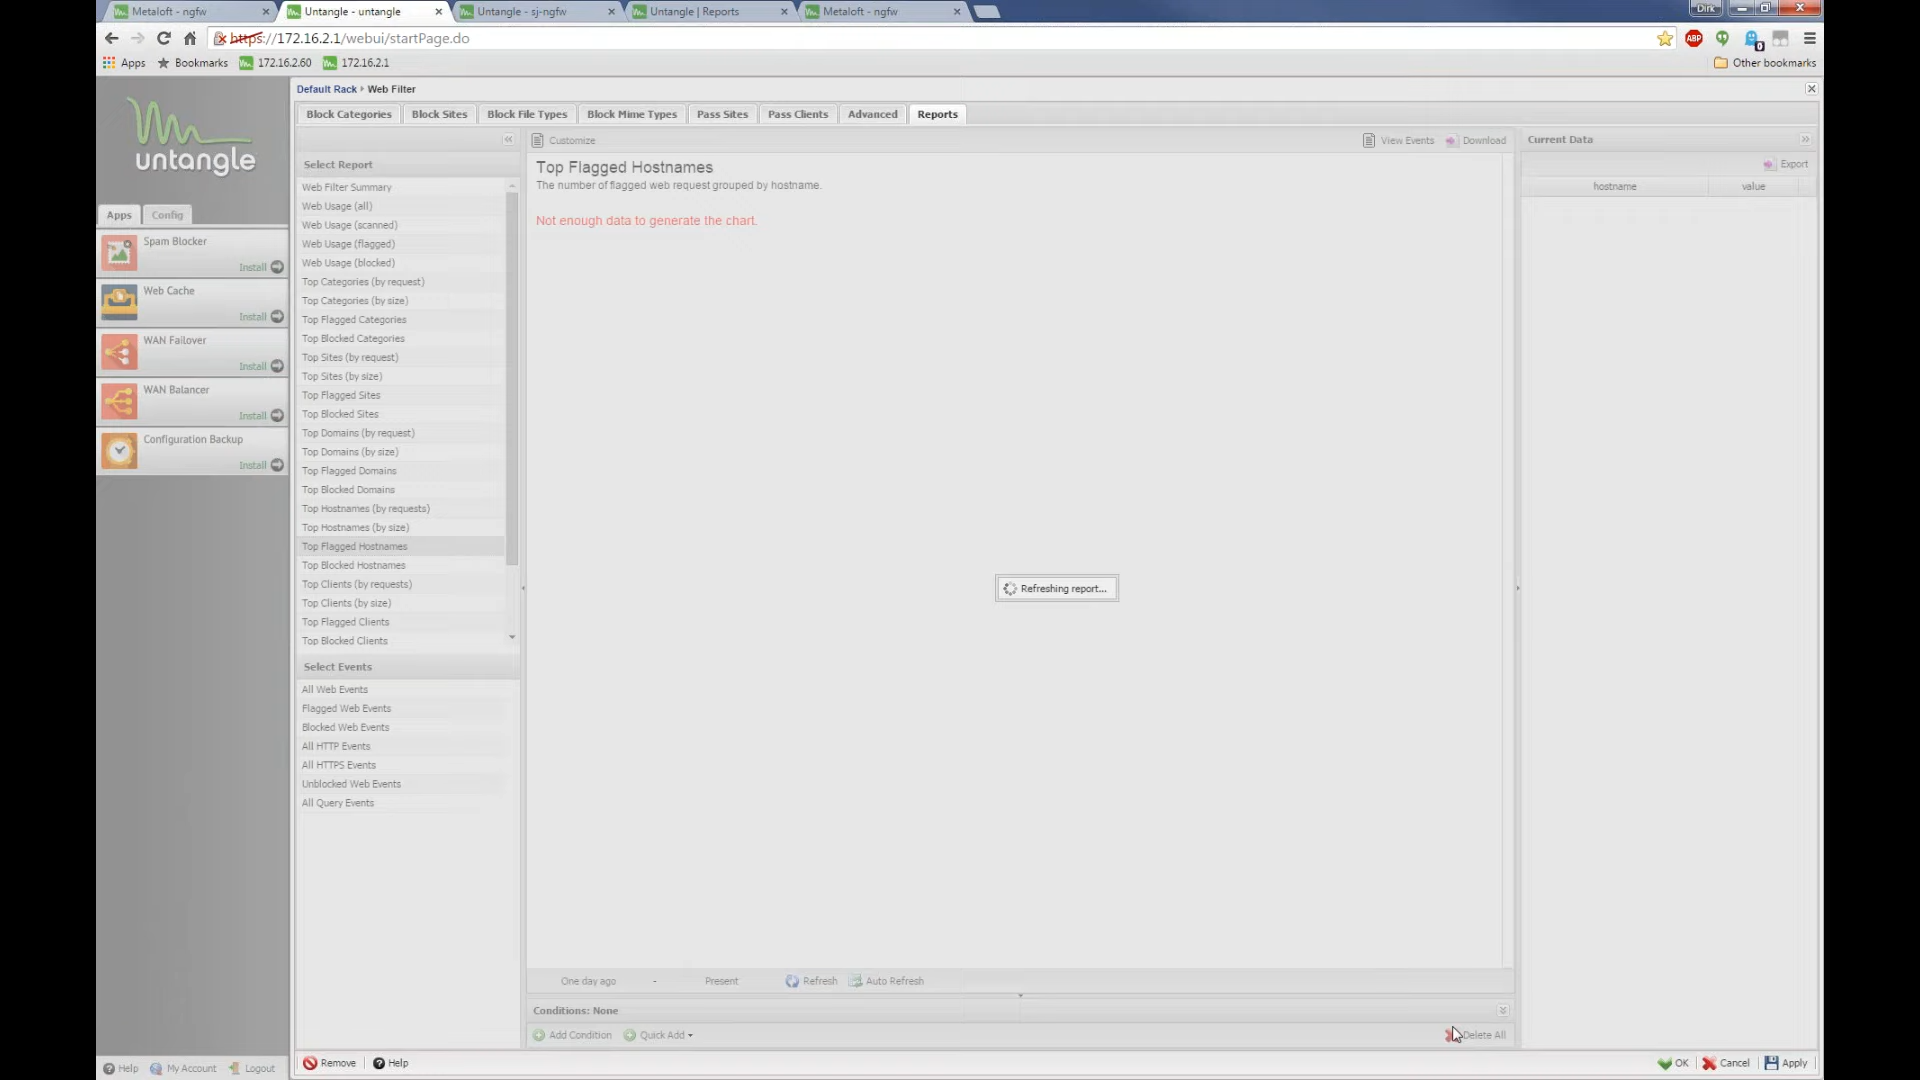 Metaloft - ngfw
Untangle - untangle
Untangle - sj-ngfw
Untangle | Reports
Metaloft - ngfw
Dirk
https://172.16.2.1/webui/startPage.do
ABP
0
Apps
Bookmarks
172.16.2.60
172.16.2.1
Other bookmarks
untangle
Apps
Config
Spam Blocker
Install
Web Cache
Install
WAN Failover
Install
WAN Balancer
Install
Configuration Backup
Install
Help
My Account
Logout
Default Rack
Web Filter
Block Categories
Block Sites
Block File Types
Block Mime Types
Pass Sites
Pass Clients
Advanced
Reports
Select Report
Web Filter Summary
Web Usage (all)
Web Usage (scanned)
Web Usage (flagged)
Web Usage (blocked)
Top Categories (by request)
Top Categories (by size)
Top Flagged Categories
Top Blocked Categories
Top Sites (by request)
Top Sites (by size)
Top Flagged Sites
Top Blocked Sites
Top Domains (by request)
Top Domains (by size)
Top Flagged Domains
Top Blocked Domains
Top Hostnames (by requests)
Top Hostnames (by size)
Top Flagged Hostnames
Top Blocked Hostnames
Top Clients (by requests)
Top Clients (by size)
Top Flagged Clients
Top Blocked Clients
Select Events
All Web Events
Flagged Web Events
Blocked Web Events
All HTTP Events
All HTTPS Events
Unblocked Web Events
All Query Events
Customize
View Events
Download
Top Flagged Hostnames
The number of flagged web request grouped by hostname.
Not enough data to generate the chart.
Refreshing report...
One day ago - Present
Refresh
Auto Refresh
Conditions: None
Add Condition
Quick Add
Delete All
Current Data
Export
hostname
value
Remove
Help
OK
Cancel
Apply